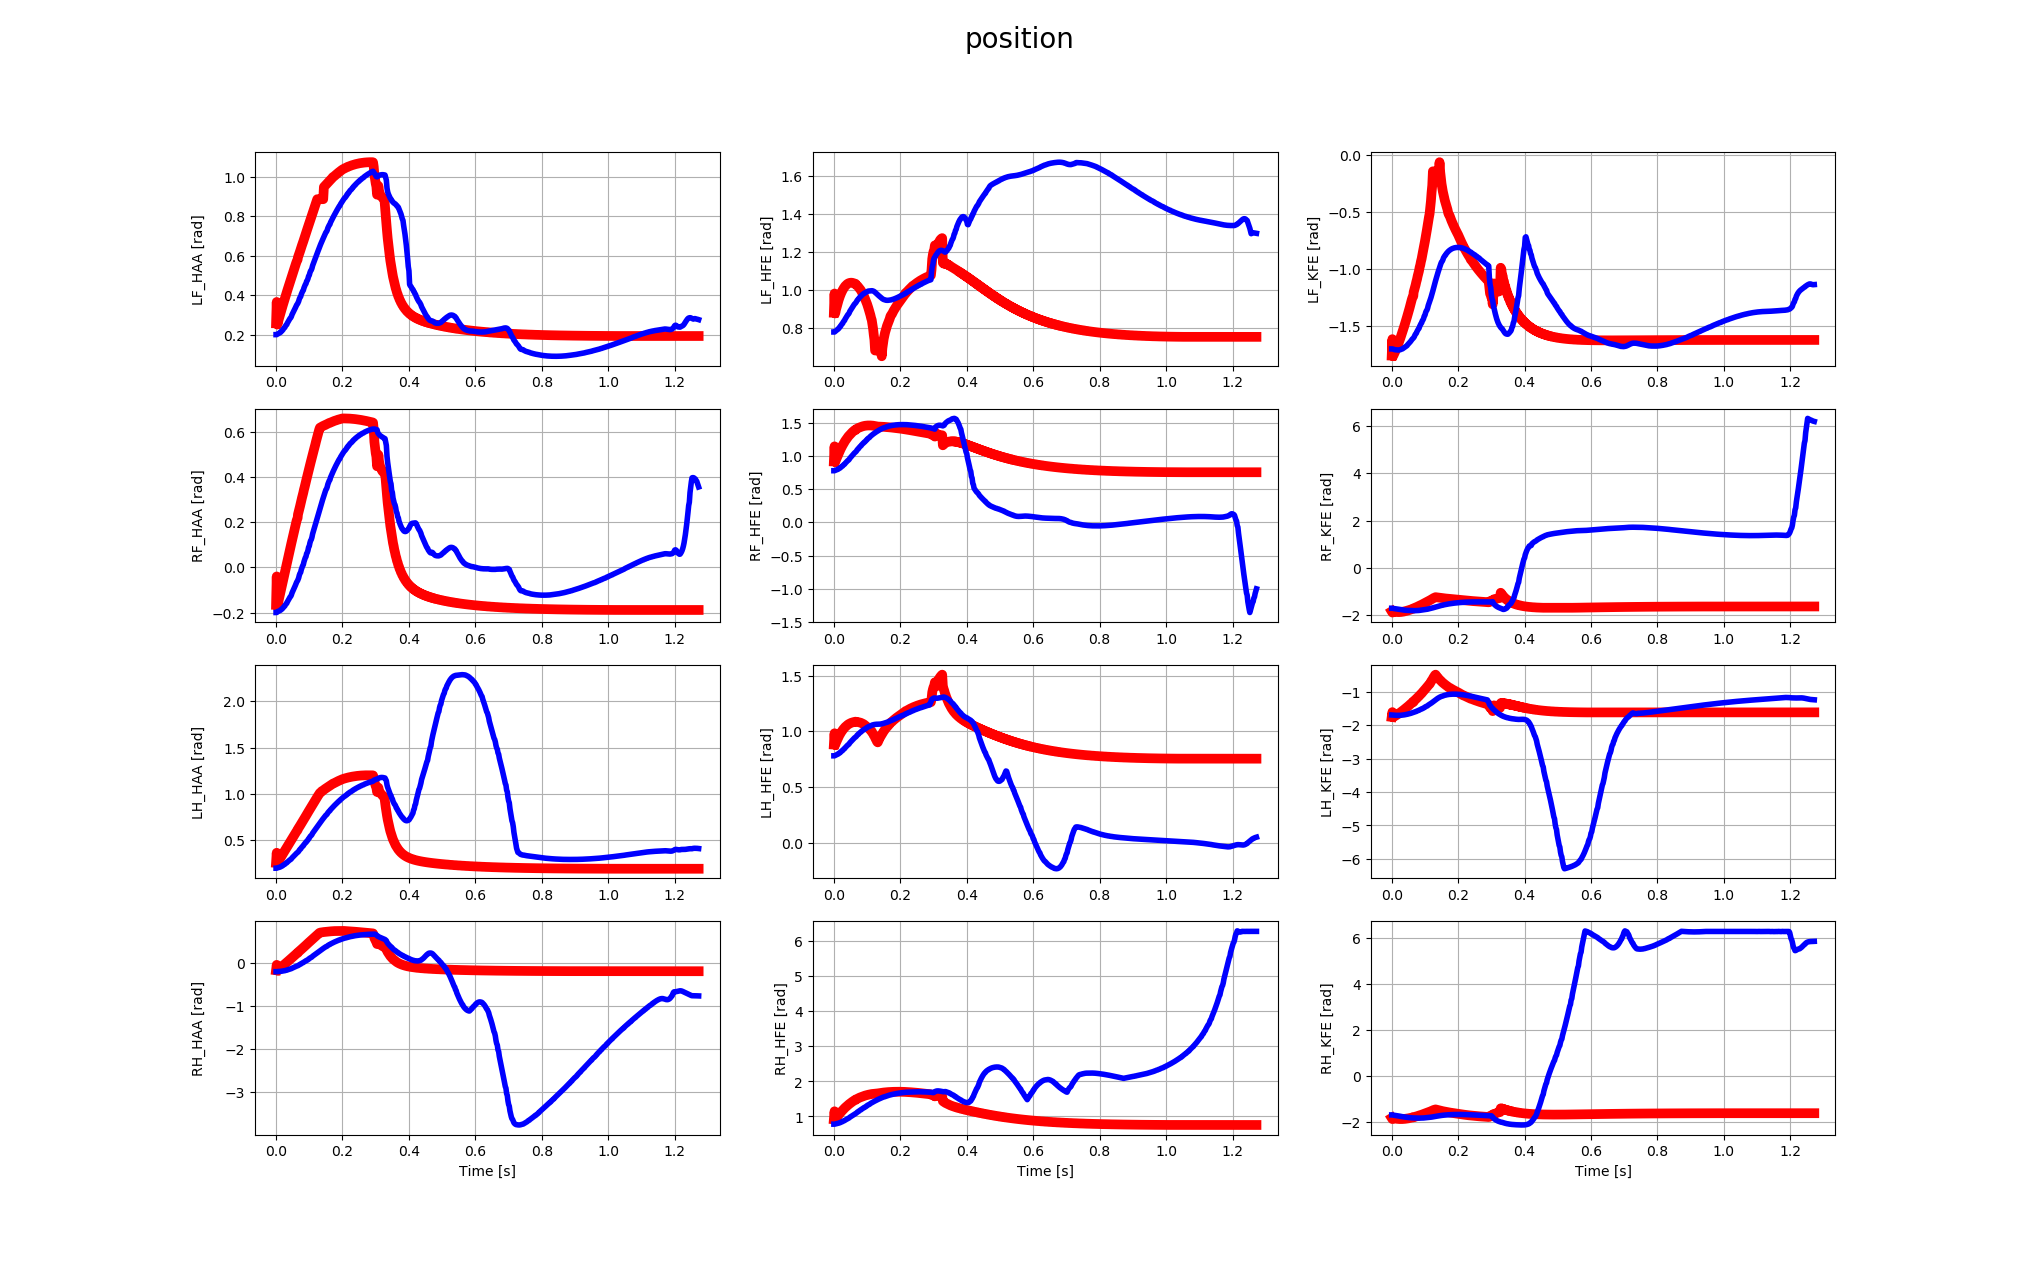 position
LF_HAA [rad]
1.0
0.8
0.6
0.4
0.2
0.0 0.2 0.4 0.6 0.8 1.0 1.2
LF_HFE [rad]
1.6
1.4
1.2
1.0
0.8
0.0 0.2 0.4 0.6 0.8 1.0 1.2
LF_KFE [rad]
0.0
−0.5
−1.0
−1.5
0.0 0.2 0.4 0.6 0.8 1.0 1.2
RF_HAA [rad]
0.6
0.4
0.2
0.0
−0.2
0.0 0.2 0.4 0.6 0.8 1.0 1.2
RF_HFE [rad]
1.5
1.0
0.5
0.0
−0.5
−1.0
−1.5
0.0 0.2 0.4 0.6 0.8 1.0 1.2
RF_KFE [rad]
6
4
2
0
−2
0.0 0.2 0.4 0.6 0.8 1.0 1.2
LH_HAA [rad]
2.0
1.5
1.0
0.5
0.0 0.2 0.4 0.6 0.8 1.0 1.2
LH_HFE [rad]
1.5
1.0
0.5
0.0
0.0 0.2 0.4 0.6 0.8 1.0 1.2
LH_KFE [rad]
−1
−2
−3
−4
−5
−6
0.0 0.2 0.4 0.6 0.8 1.0 1.2
RH_HAA [rad]
0
−1
−2
−3
0.0 0.2 0.4 0.6 0.8 1.0 1.2
Time [s]
RH_HFE [rad]
6
5
4
3
2
1
0.0 0.2 0.4 0.6 0.8 1.0 1.2
Time [s]
RH_KFE [rad]
6
4
2
0
−2
0.0 0.2 0.4 0.6 0.8 1.0 1.2
Time [s]